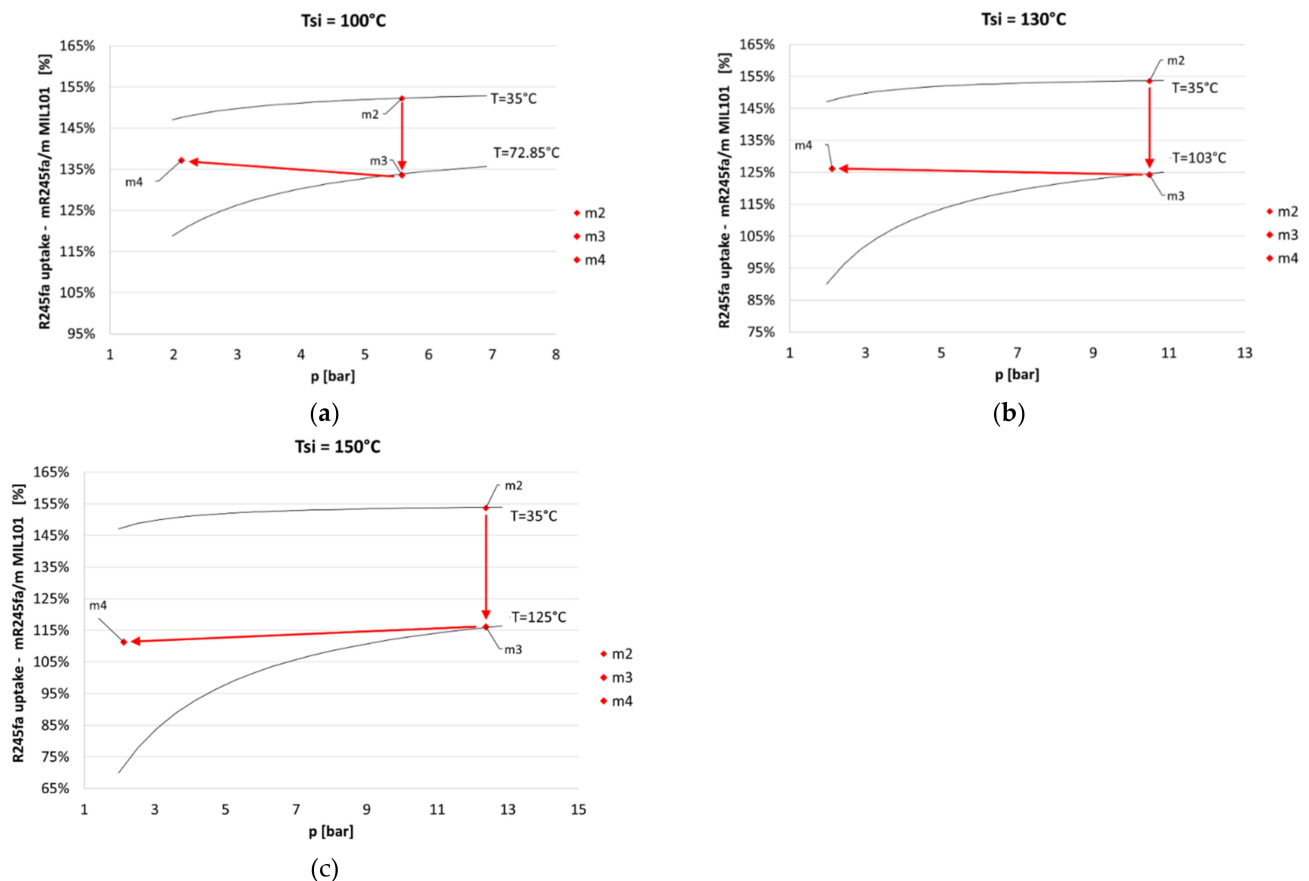 Tsi = 100°C
R245fa uptake - mR245fa/m MIL101 [%]
165%
155%
145%
135%
125%
115%
105%
95%
m2
T=35°C
m3
T=72.85°C
m4
m2
m3
m4
1 2 3 4 5 6 7 8
p [bar]
(a)
Tsi = 130°C
R245fa uptake - mR245fa/m MIL101 [%]
165%
155%
145%
135%
125%
115%
105%
95%
85%
75%
m2
T=35°C
m4
T=103°C
m3
m2
m3
m4
1 3 5 7 9 11 13
p [bar]
(b)
Tsi = 150°C
R245fa uptake - mR245fa/m MIL101 [%]
165%
155%
145%
135%
125%
115%
105%
95%
85%
75%
65%
m2
T=35°C
m4
T=125°C
m3
m2
m3
m4
1 3 5 7 9 11 13 15
p [bar]
(c)